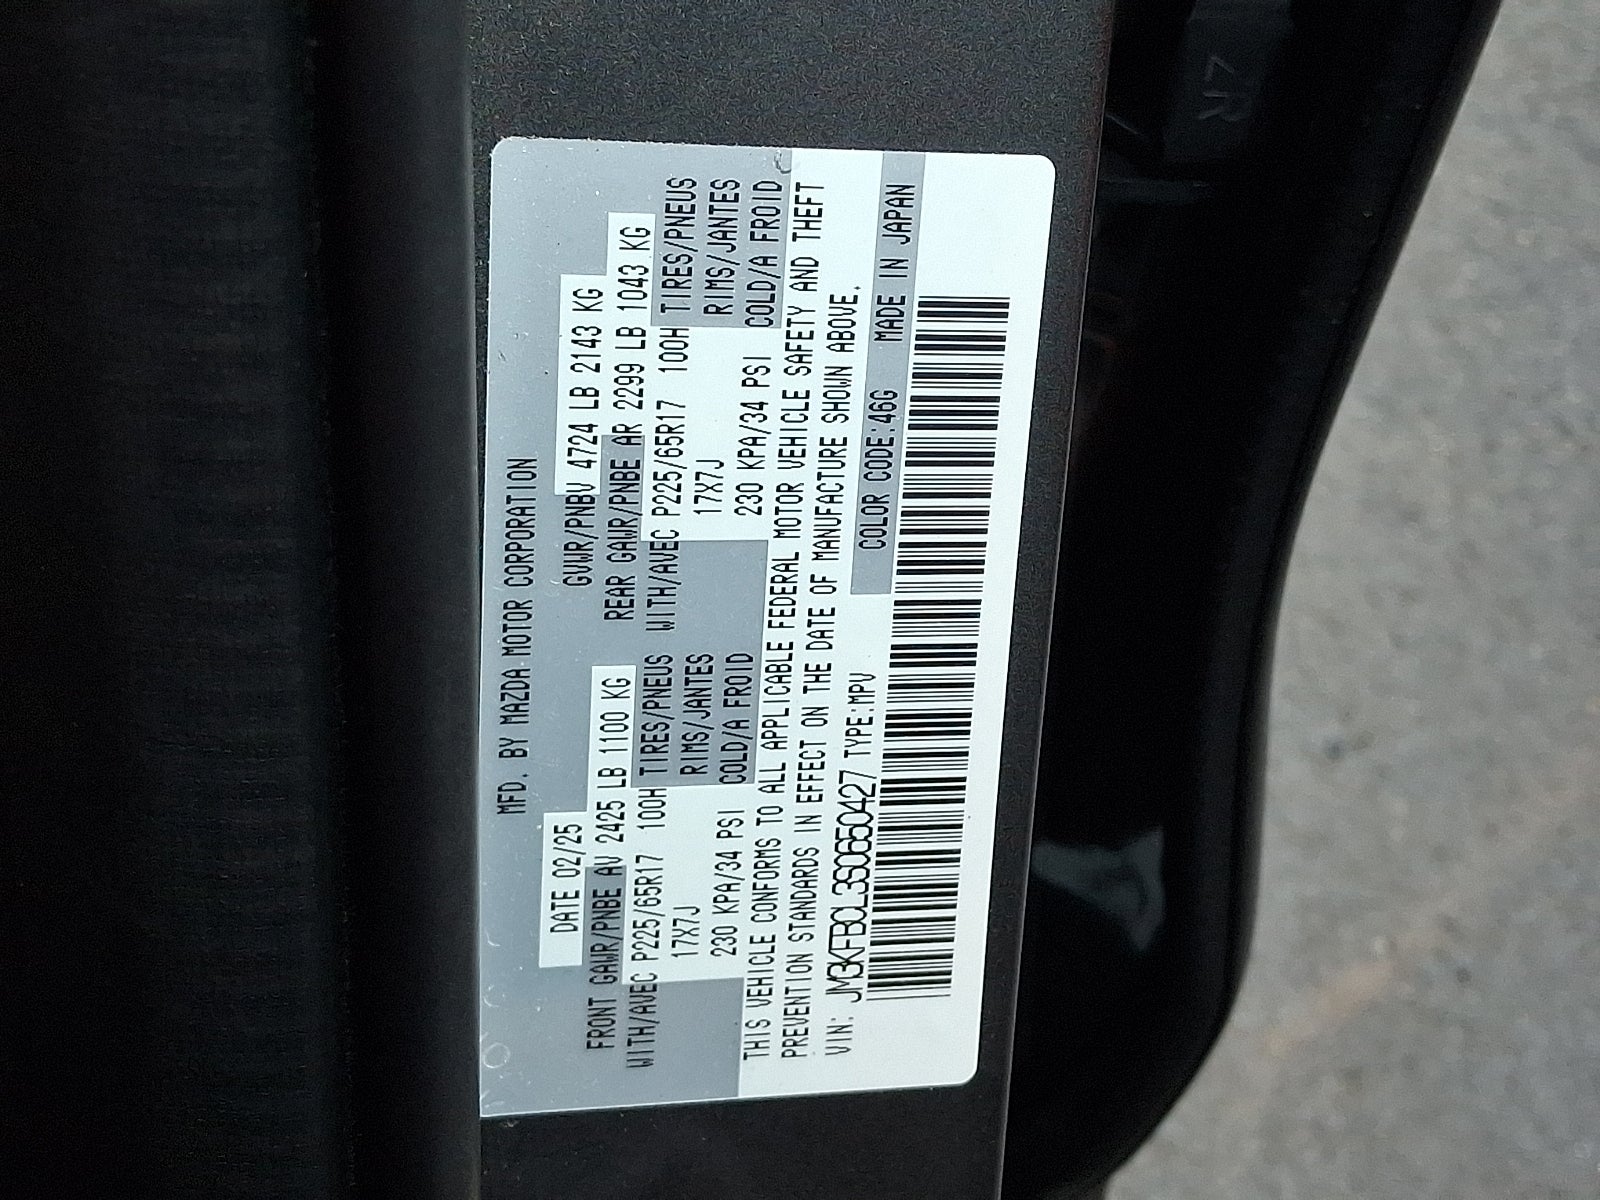 MFD. BY MAZDA MOTOR CORPORATION
DATE 02/25 GVWR/PNBV 4724 LB 2143 KG
FRONT GAWR/PNBE AV 2425 LB 1100 KG REAR GAWR/PNBE AR 2299 LB 1043 KG
WITH/AVEC P225/65R17 100H TIRES/PNEUS WITH/AVEC P225/65R17 100H TIRES/PNEUS
17X7J RIMS/JANTES 17X7J RIMS/JANTES
230 KPA/34 PSI COLD/A FROID 230 KPA/34 PSI COLD/A FROID
THIS VEHICLE CONFORMS TO ALL APPLICABLE FEDERAL MOTOR VEHICLE SAFETY AND THEFT
PREVENTION STANDARDS IN EFFECT ON THE DATE OF MANUFACTURE SHOWN ABOVE.
VIN: JM3KFBCL3S0650427 TYPE:MPV COLOR CODE:46G MADE IN JAPAN
ZR